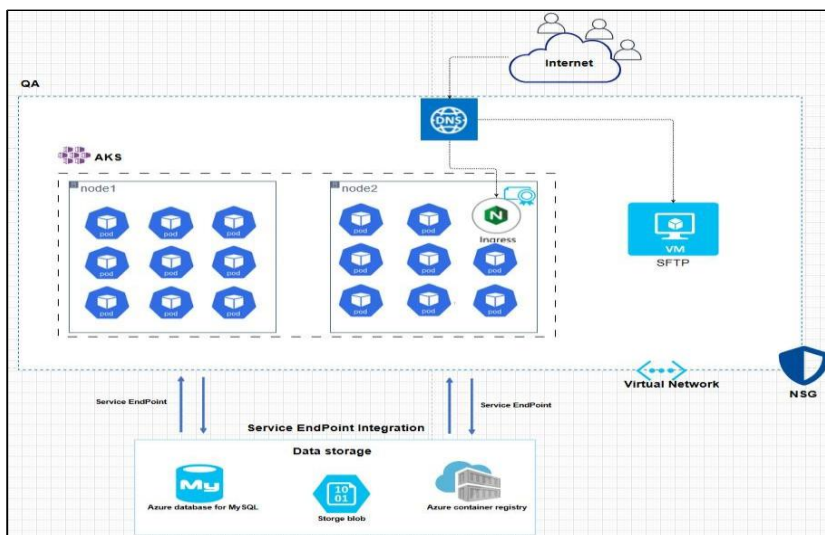 Internet
QA
DNS
AKS
node1
node2
pod
pod
pod
pod
pod
Ingress
pod
pod
pod
pod
pod
pod
pod
pod
pod
pod
pod
pod
VM
SFTP
Virtual Network
NSG
Service EndPoint
Service EndPoint
Service EndPoint Integration
Data storage
My
10
01
Azure database for MySQL
Storge blob
Azure container registry